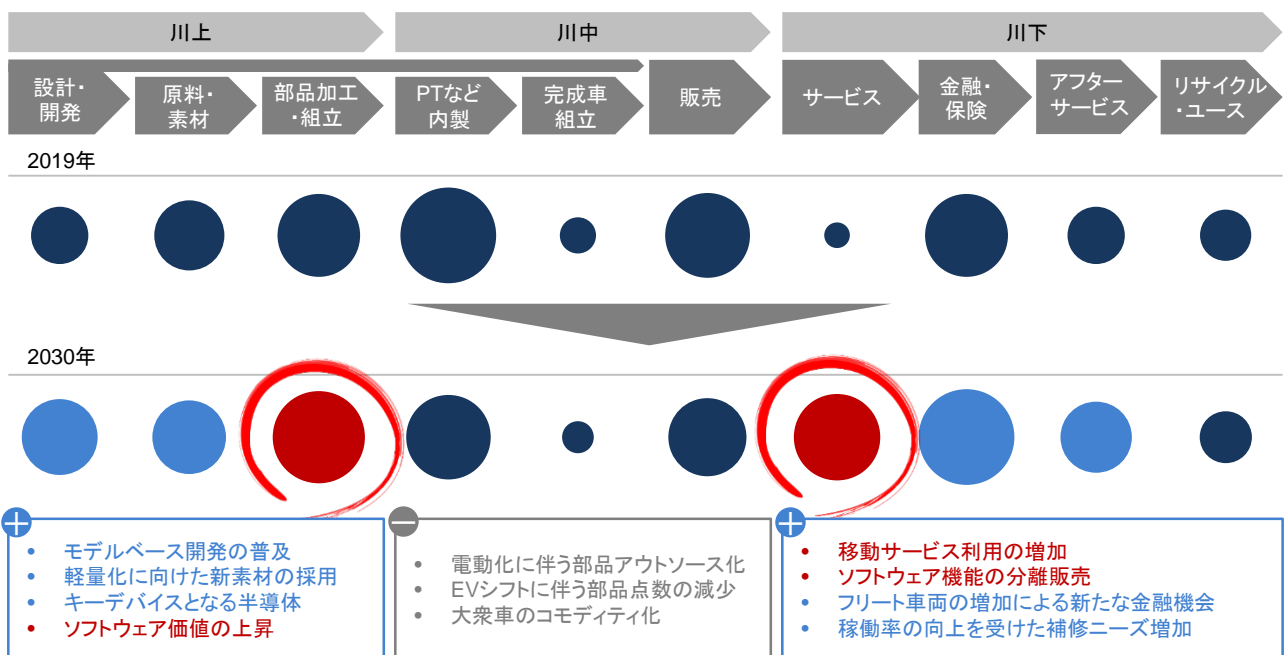 川上
川中
川下
設計・
開発
原料・
素材
部品加工
・組立
PTなど
内製
完成車
組立
販売
サービス
金融・
保険
アフター
サービス
リサイクル
・ユース
2019年
2030年
• モデルベース開発の普及
• 軽量化に向けた新素材の採用
• キーデバイスとなる半導体
• ソフトウェア価値の上昇
• 電動化に伴う部品アウトソース化
• EVシフトに伴う部品点数の減少
• 大衆車のコモディティ化
• 移動サービス利用の増加
• ソフトウェア機能の分離販売
• フリート車両の増加による新たな金融機会
• 稼働率の向上を受けた補修ニーズ増加